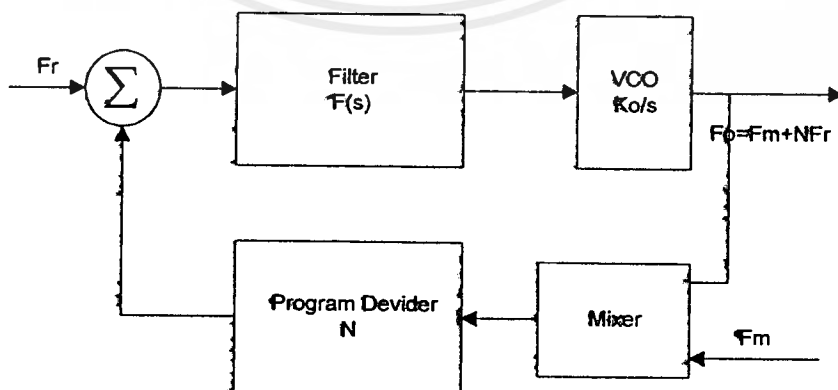 Fr
Σ
Filter
F(s)
VCO
Ko/s
Fo=Fm+NFr
Program Devider
N
Mixer
Fm